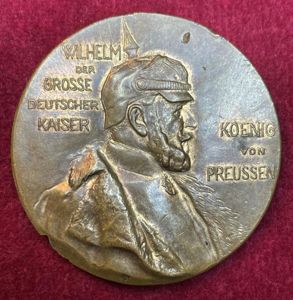 WILHELM
DER
GROSSE
DEUTSCHER
KAISER
KOENIG
VON
PREUSSEN